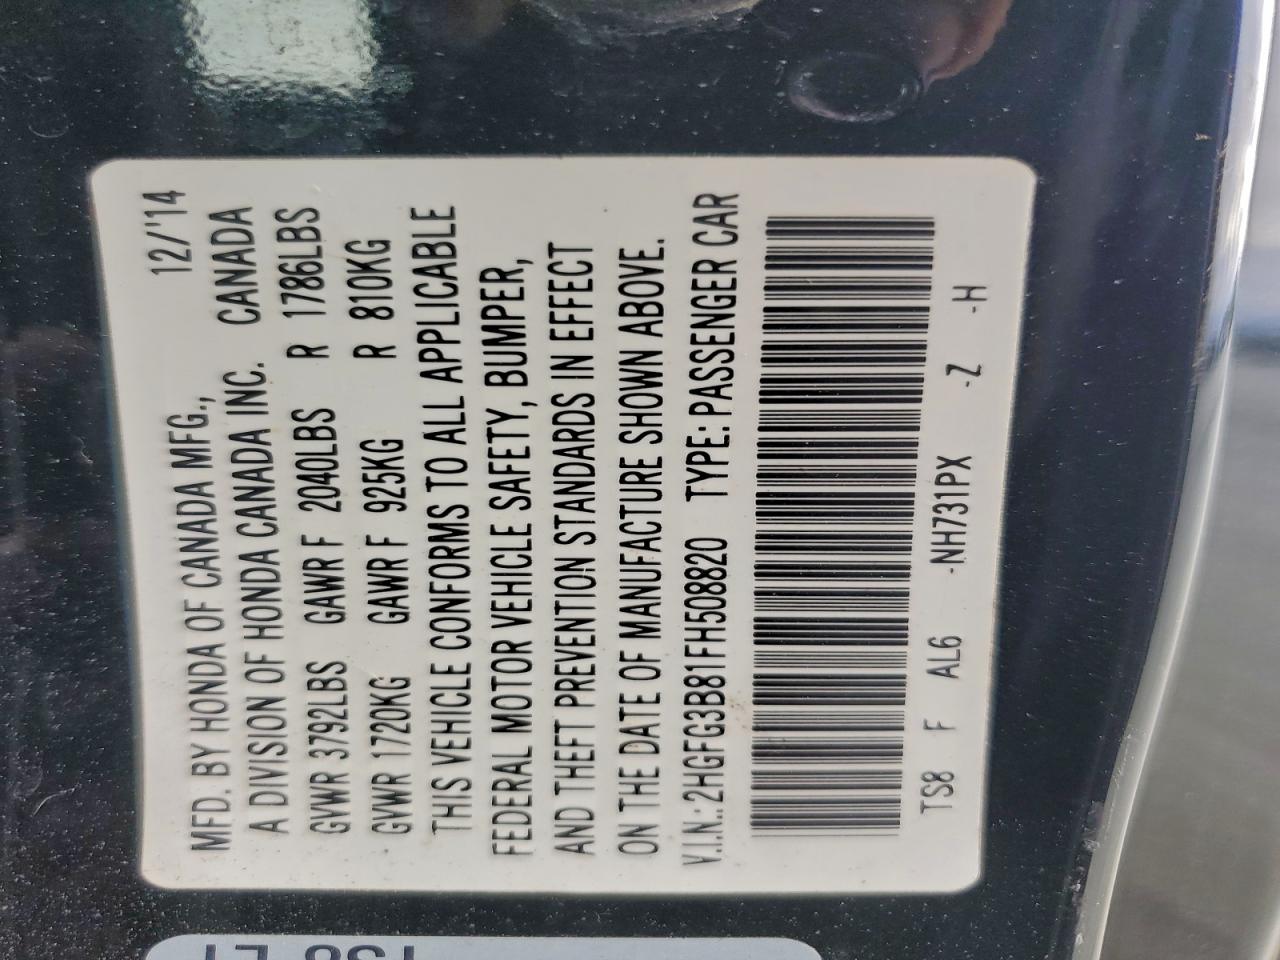 MFD. BY HONDA OF CANADA MFG., 12/'14
A DIVISION OF HONDA CANADA INC. CANADA
GVWR 3792LBS GAWR F 2040LBS R 1786LBS
GVWR 1720KG GAWR F 925KG R 810KG
THIS VEHICLE CONFORMS TO ALL APPLICABLE
FEDERAL MOTOR VEHICLE SAFETY, BUMPER,
AND THEFT PREVENTION STANDARDS IN EFFECT
ON THE DATE OF MANUFACTURE SHOWN ABOVE.
V.I.N.: 2HGFG3B81FH508820 TYPE: PASSENGER CAR
TS8 F AL6 -NH731PX -Z -H